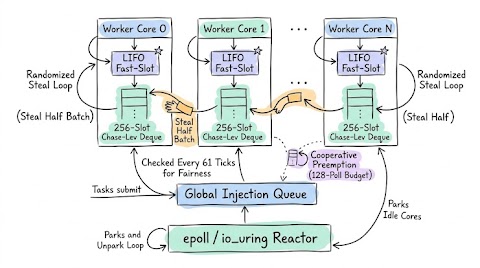 Worker Core 0
LIFO
Fast-Slot
256-Slot
Chase-Lev Deque
Worker Core 1
LIFO
Fast-Slot
256-Slot
Chase-Lev Deque
...
Worker Core N
LIFO
Fast-Slot
256-Slot
Chase-Lev Deque
...
Randomized
Steal Loop
(Steal Half Batch)
Steal
Half
Batch
Randomized
Steal Loop
(Steal Half)
Checked Every 61 Ticks
for Fairness
Cooperative
Preemption
(128-Poll Budget)
Tasks submit
Global Injection Queue
Parks
Idle Cores
Parks and
Unpark Loop
epoll / io_uring Reactor